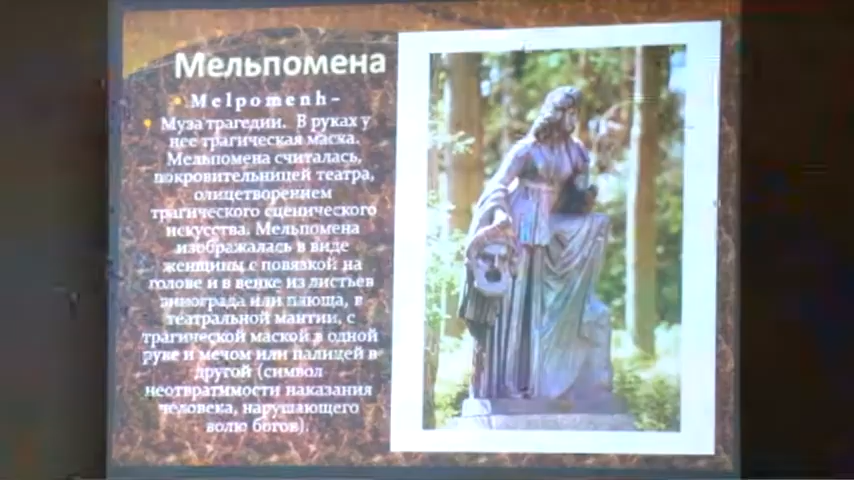 Мельпомена
Melpomenh –
Муза трагедии. В руках у
нее трагическая маска.
Мельпомена считалась,
покровительницей театра,
олицетворением
трагического сценического
искусства. Мельпомена
изображалась в виде
женщины с повязкой на
голове и в венке из листьев
винограда или плюща, в
театральной мантии, с
трагической маской в одной
руке и мечом или палицей в
другой (символ
неотвратимости наказания
человека, нарушающего
волю богов).